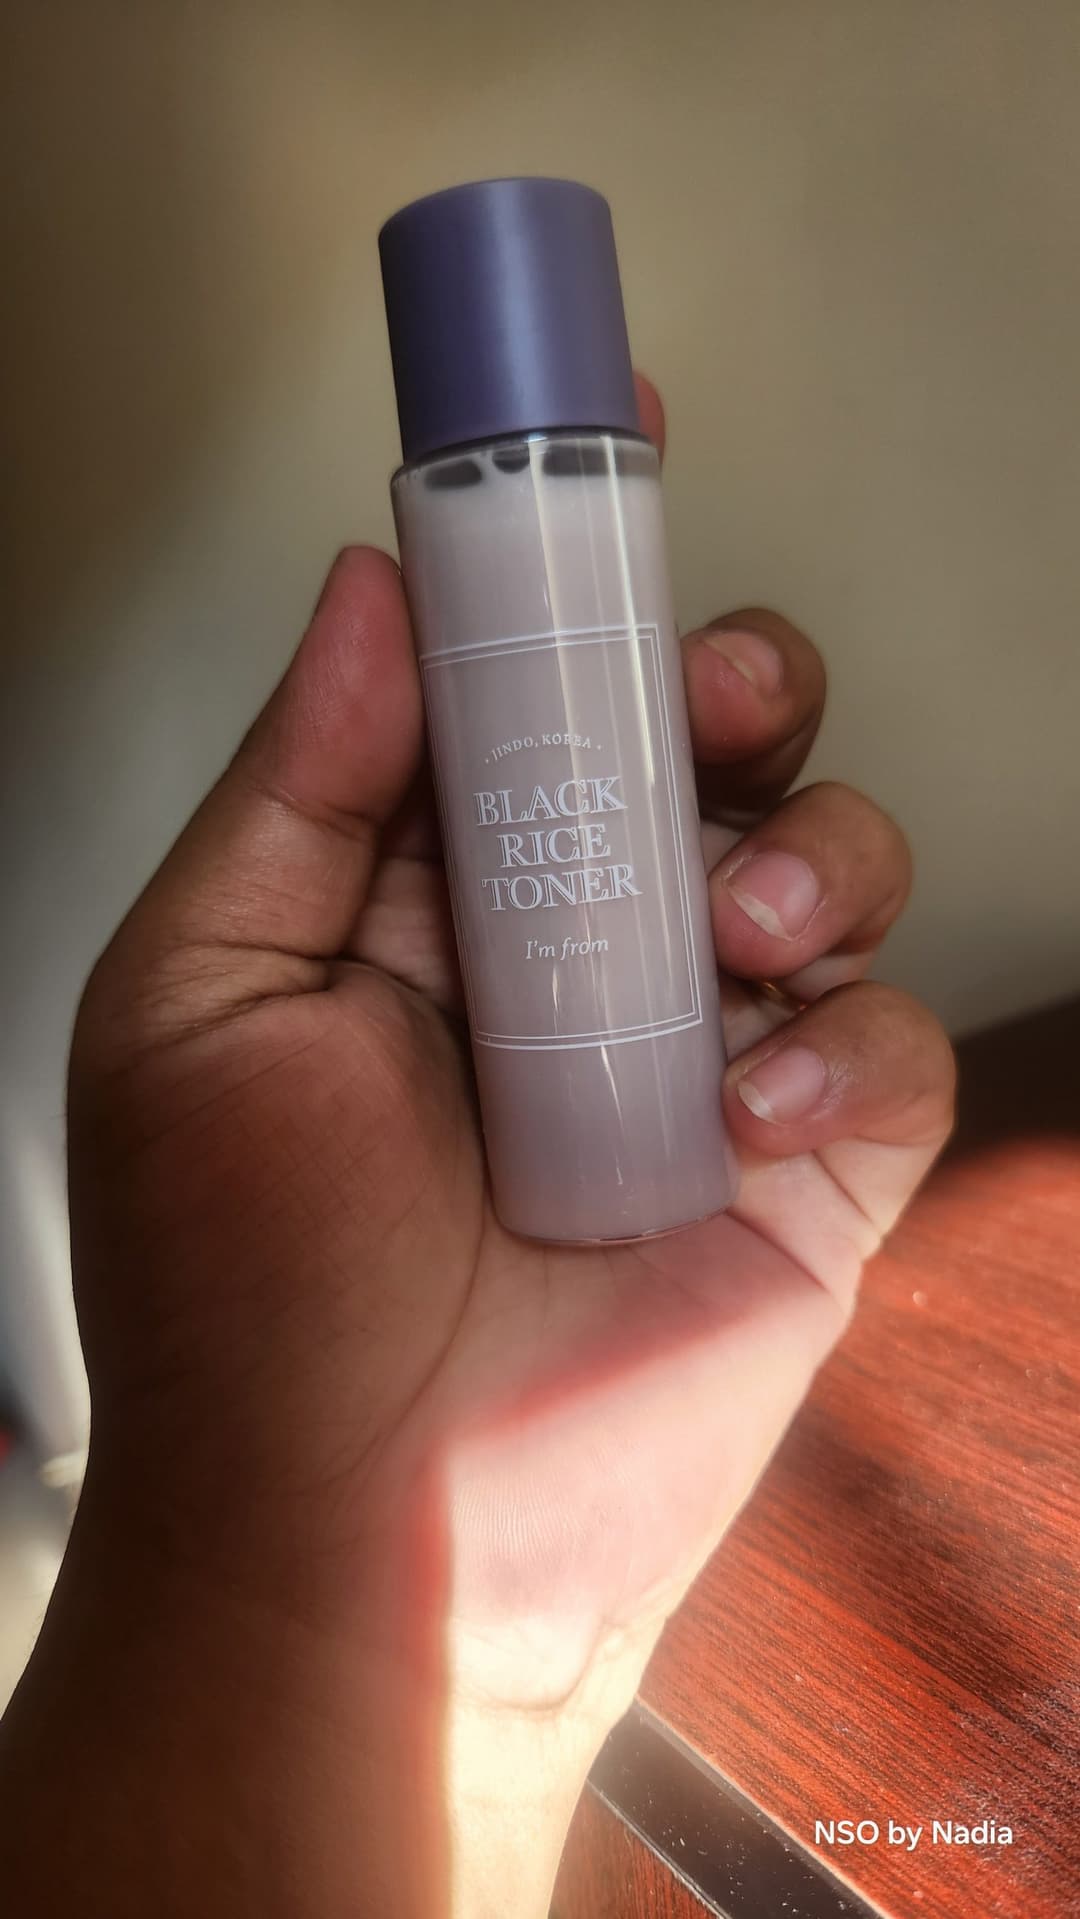 • JINDO, KOREA •
BLACK
RICE
TONER
I'm from
NSO by Nadia